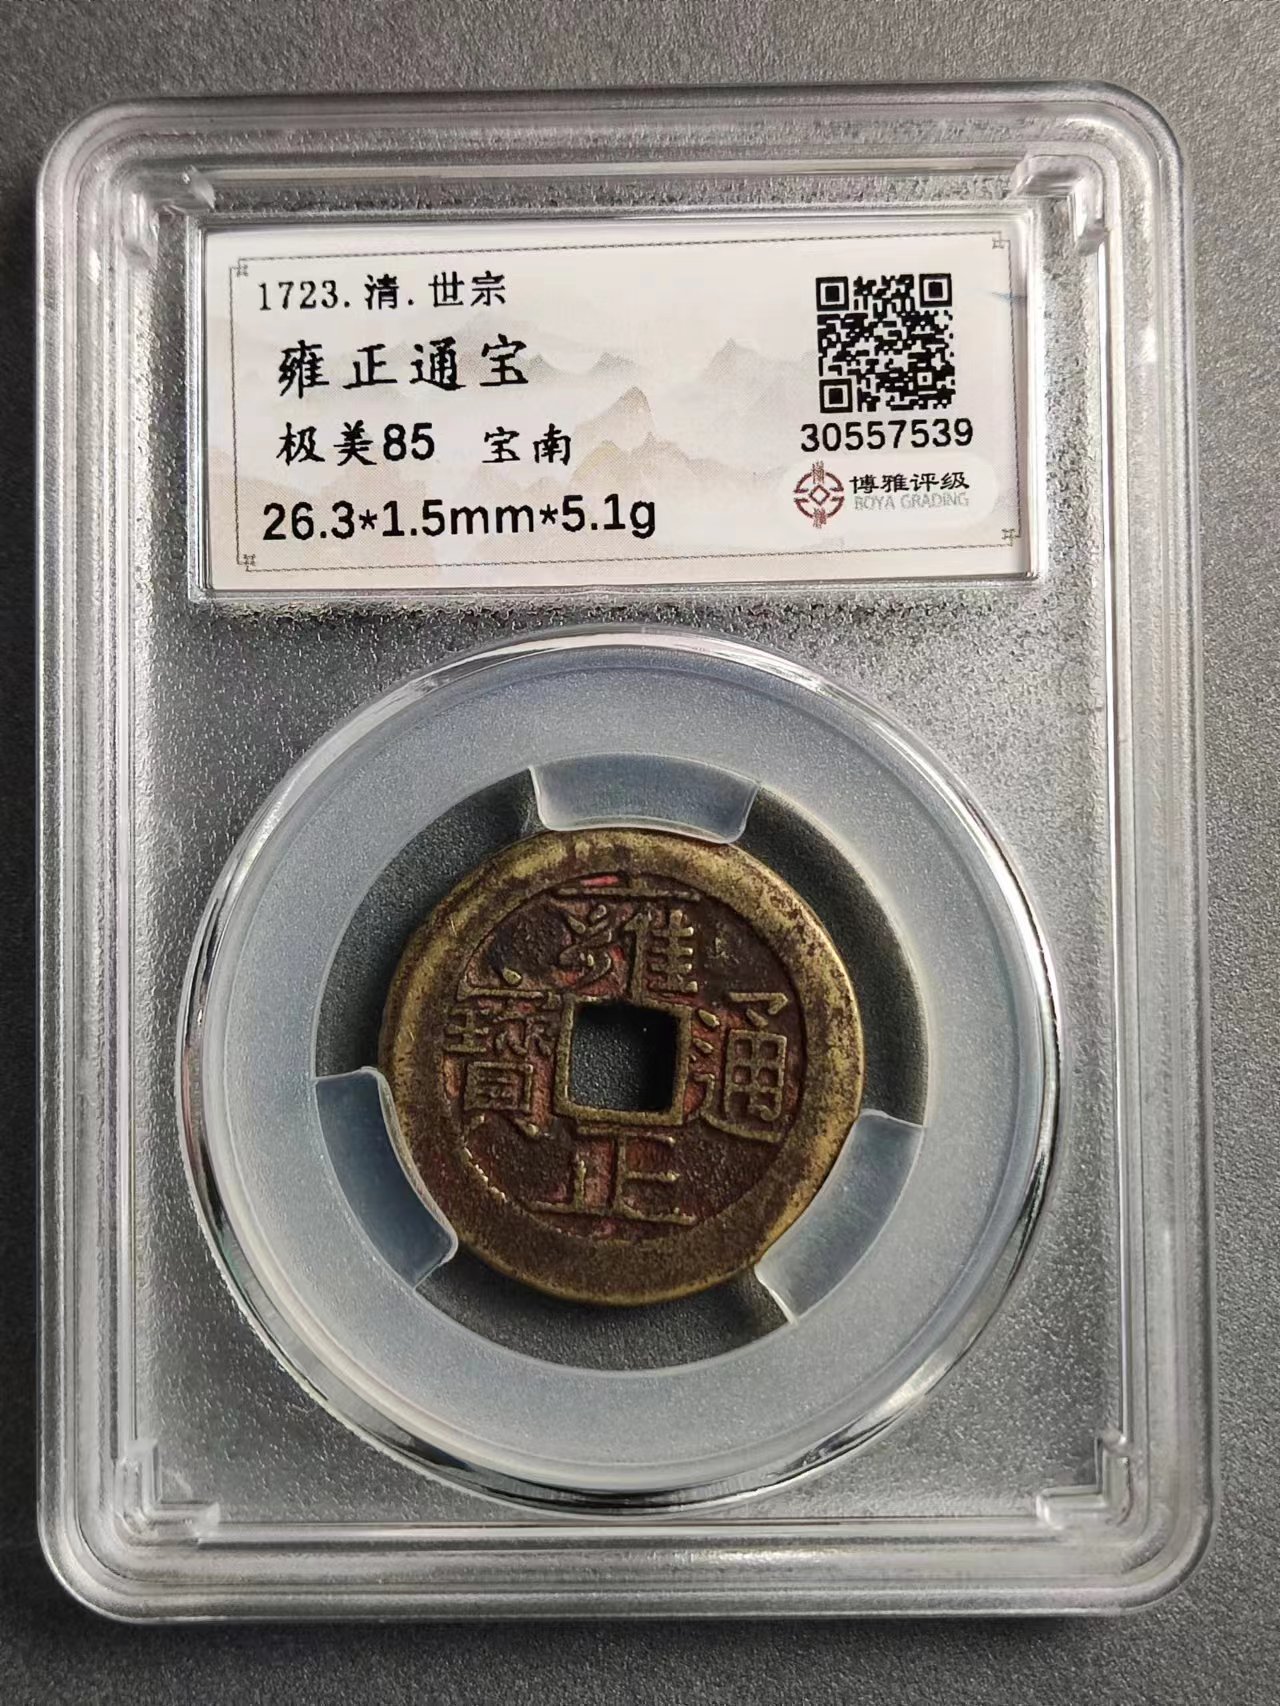 1723.清.世宗
雍正通宝
极美85 宝南
26.3*1.5mm*5.1g
30557539
博雅评级
BOYA GRADING
雍正通寶